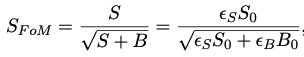 S_{FoM} = \frac{S}{\sqrt{S + B}} = \frac{\epsilon_S S_0}{\sqrt{\epsilon_S S_0 + \epsilon_B B_0}},